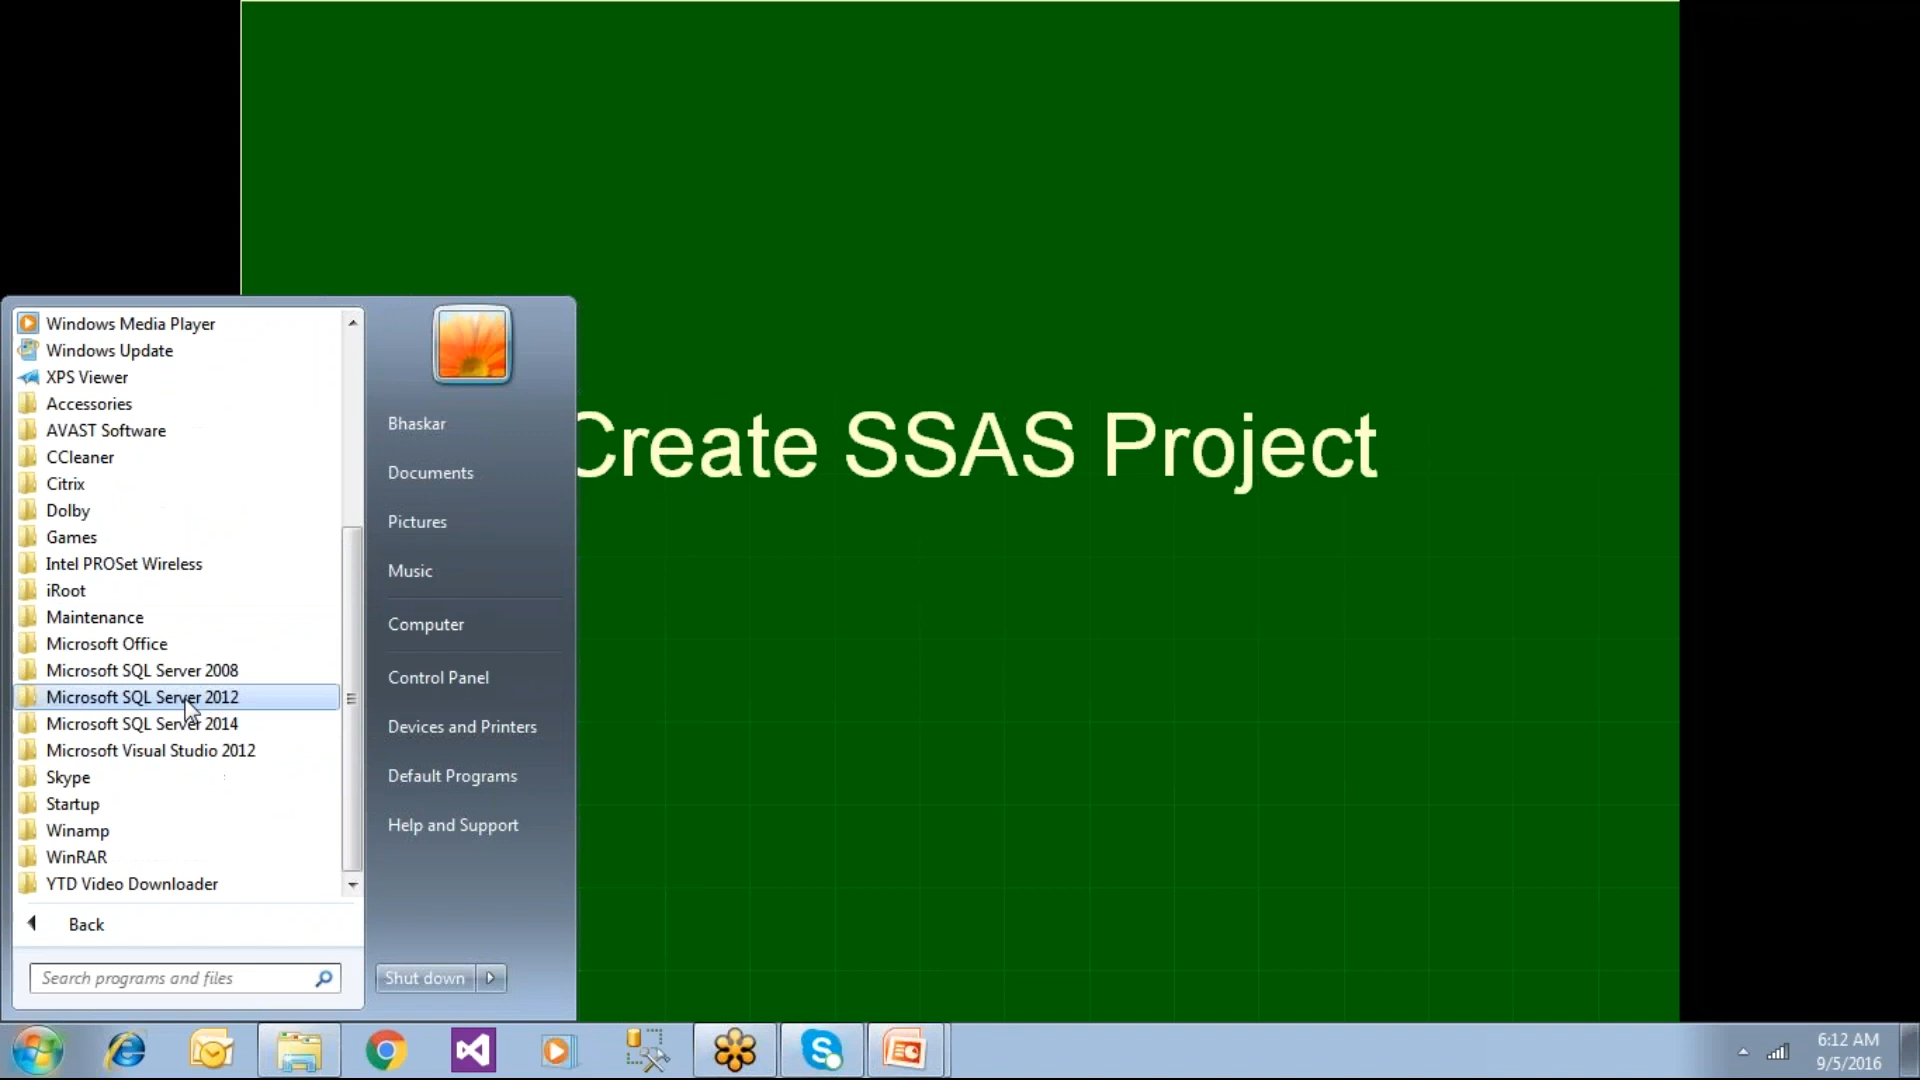 Create SSAS Project
Windows Media Player
Windows Update
XPS Viewer
Accessories
AVAST Software
CCleaner
Citrix
Dolby
Games
Intel PROSet Wireless
iRoot
Maintenance
Microsoft Office
Microsoft SQL Server 2008
Microsoft SQL Server 2012
Microsoft SQL Server 2014
Microsoft Visual Studio 2012
Skype
Startup
Winamp
WinRAR
YTD Video Downloader
Back
Search programs and files
Bhaskar
Documents
Pictures
Music
Computer
Control Panel
Devices and Printers
Default Programs
Help and Support
Shut down
6:12 AM
9/5/2016